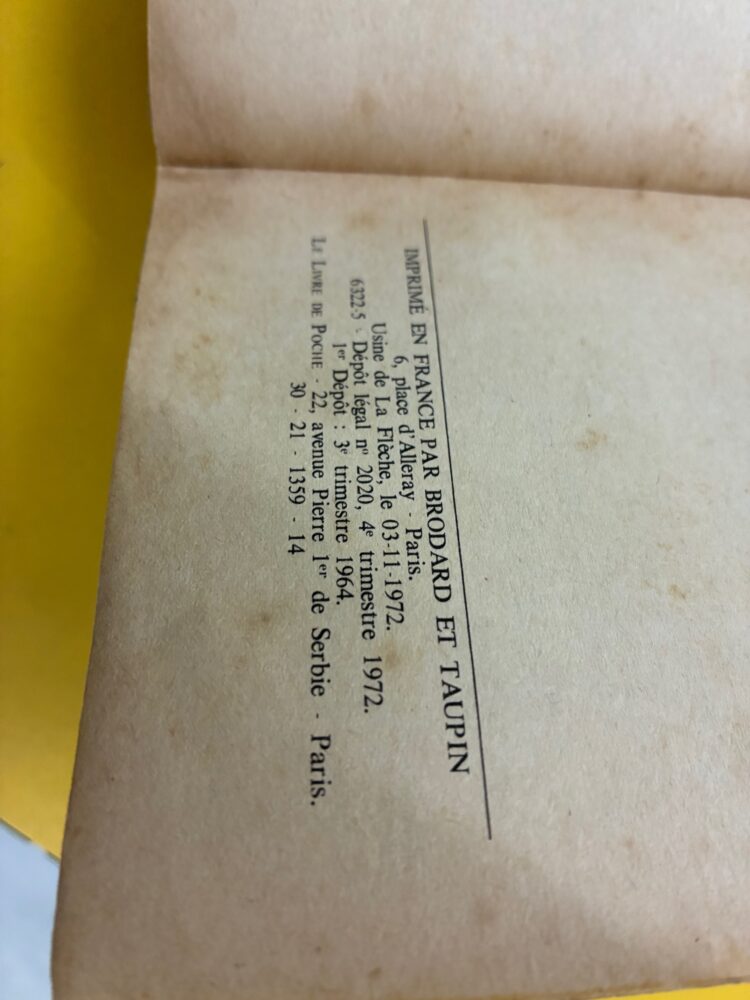 IMPRIMÉ EN FRANCE PAR BRODARD ET TAUPIN
6, place d'Alleray - Paris.
Usine de La Flèche, le 03-11-1972.
6322-5 - Dépôt légal nº 2020, 4e trimestre 1972.
1er Dépôt : 3e trimestre 1964.
LE LIVRE DE POCHE - 22, avenue Pierre 1er de Serbie - Paris.
30 - 21 - 1359 - 14